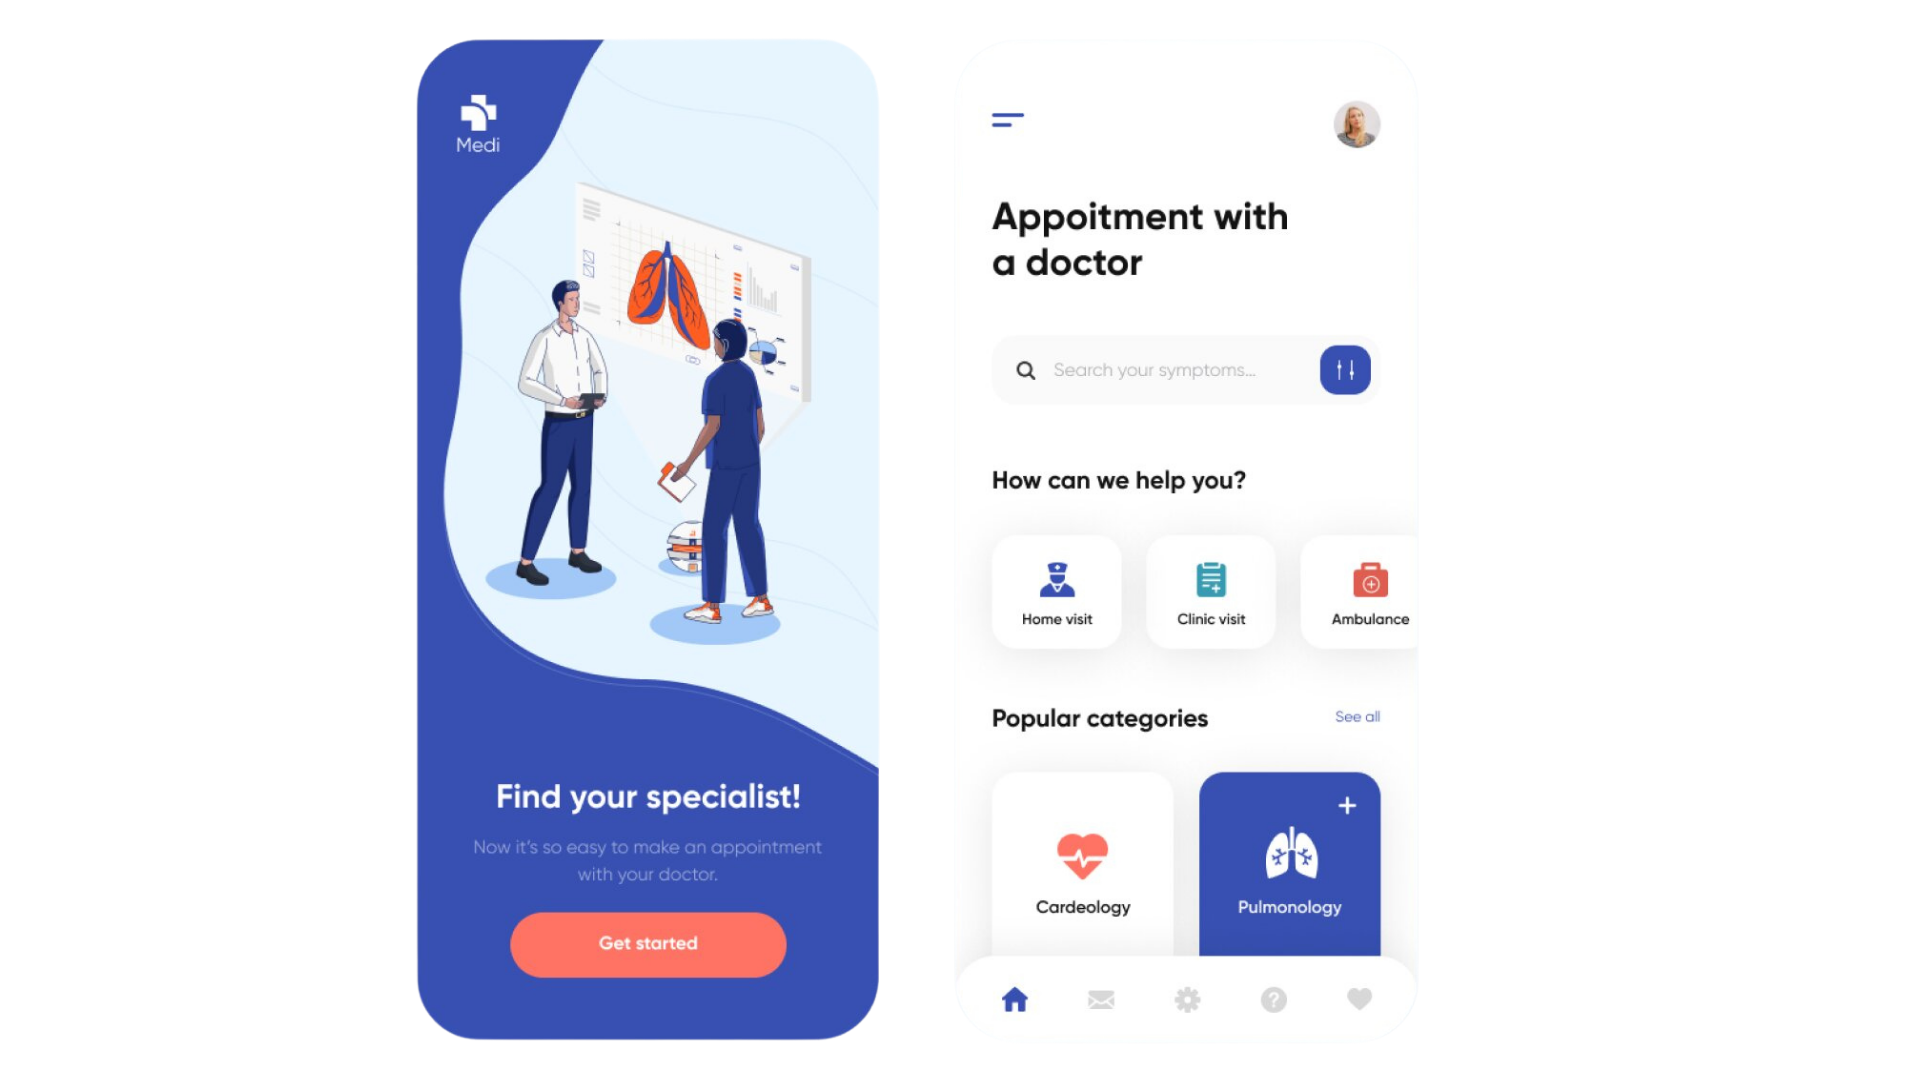 Medi
Find your specialist!
Now it's so easy to make an appointment
with your doctor.
Get started
Appoitment with
a doctor
Search your symptoms...
How can we help you?
Home visit
Clinic visit
Ambulance
Popular categories
See all
Cardeology
Pulmonology